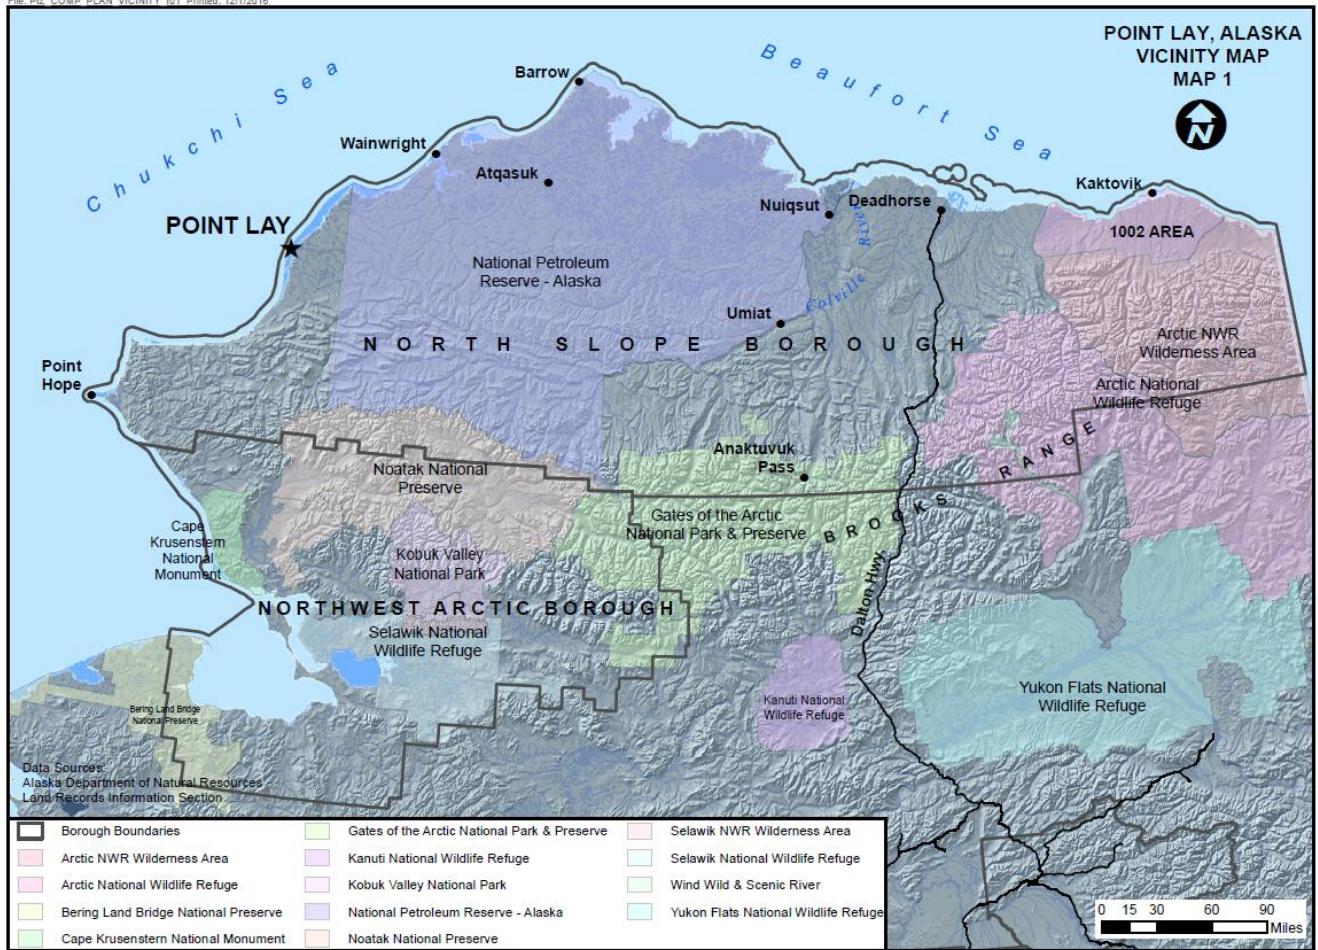 File: PIZ_COMP_PLAN_VICINITY_101 Printed: 12/1/2016
POINT LAY, ALASKA
VICINITY MAP
MAP 1
N
Beaufort Sea
Chukchi Sea
Barrow
Wainwright
Atqasuk
POINT LAY
Nuiqsut
Deadhorse
Kaktovik
1002 AREA
National Petroleum
Reserve - Alaska
Colville
River
Umiat
NORTH SLOPE BOROUGH
Arctic NWR
Wilderness Area
Point
Hope
Arctic National
Wildlife Refuge
Anaktuvuk
Pass
Noatak National
Preserve
BROOKS RANGE
Gates of the Arctic
National Park & Preserve
Cape
Krusenstern
National
Monument
Kobuk Valley
National Park
Dalton Hwy.
NORTHWEST ARCTIC BOROUGH
Selawik National
Wildlife Refuge
Yukon Flats National
Wildlife Refuge
Kanuti National
Wildlife Refuge
Bering Land Bridge
National Preserve
Data Sources:
Alaska Department of Natural Resources
Land Records Information Section
Borough Boundaries
Arctic NWR Wilderness Area
Arctic National Wildlife Refuge
Bering Land Bridge National Preserve
Cape Krusenstern National Monument
Gates of the Arctic National Park & Preserve
Kanuti National Wildlife Refuge
Kobuk Valley National Park
National Petroleum Reserve - Alaska
Noatak National Preserve
Selawik NWR Wilderness Area
Selawik National Wildlife Refuge
Wind Wild & Scenic River
Yukon Flats National Wildlife Refuge
0 15 30 60 90
Miles